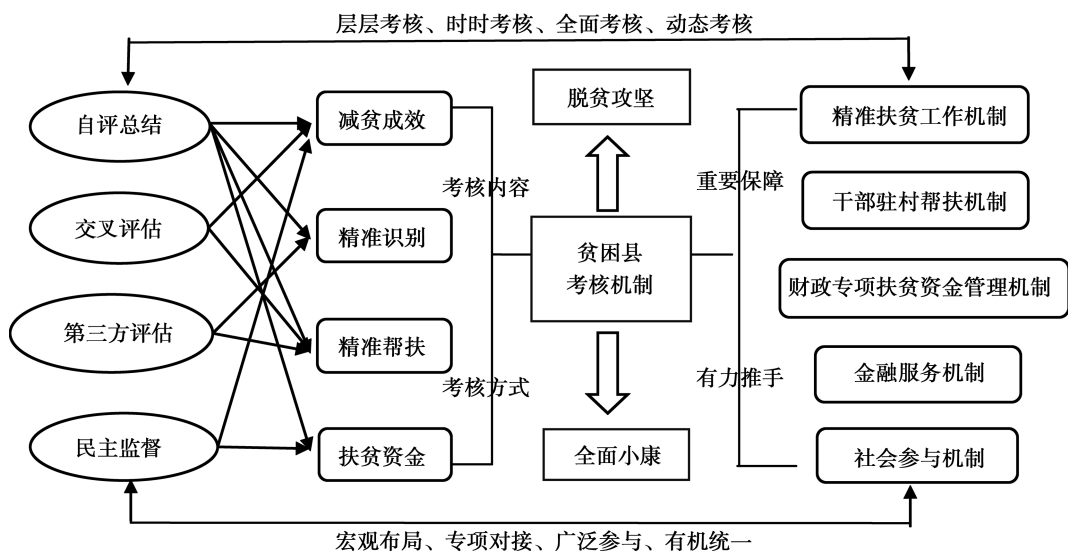 层层考核、时时考核、全面考核、动态考核
自评总结
交叉评估
第三方评估
民主监督
减贫成效
精准识别
精准帮扶
扶贫资金
考核内容
考核方式
脱贫攻坚
贫困县
考核机制
全面小康
重要保障
有力推手
精准扶贫工作机制
干部驻村帮扶机制
财政专项扶贫资金管理机制
金融服务机制
社会参与机制
宏观布局、专项对接、广泛参与、有机统一